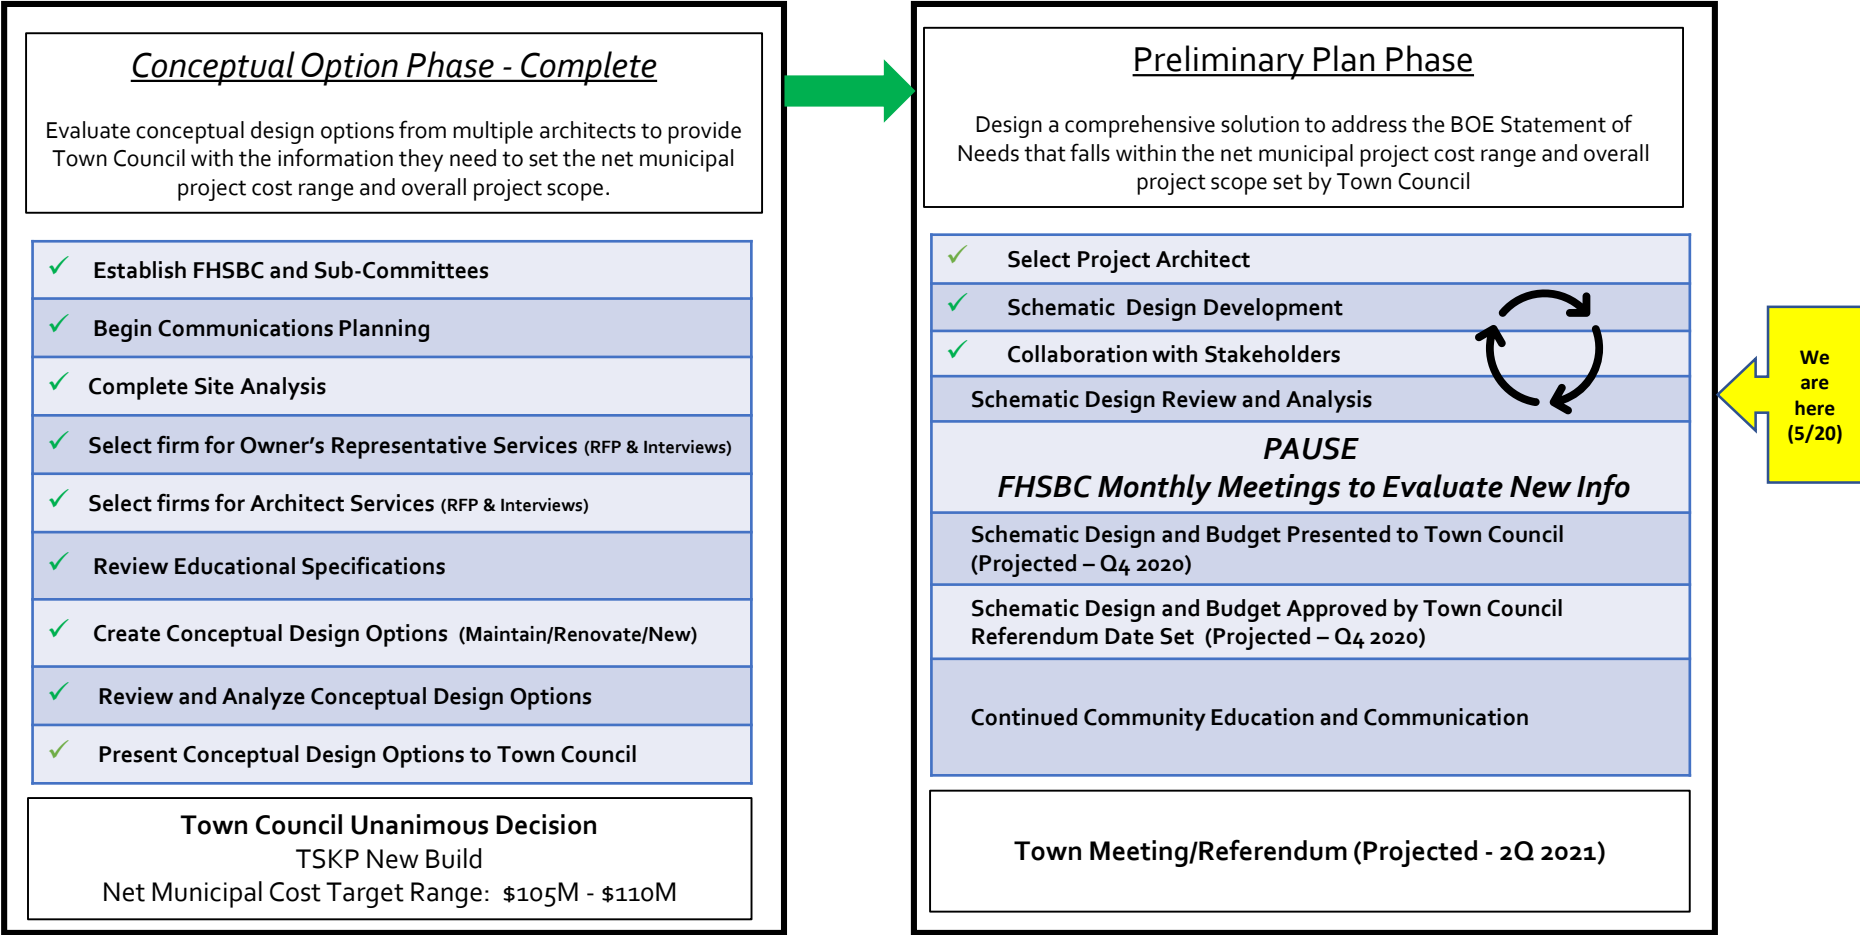 Conceptual Option Phase - Complete
Evaluate conceptual design options from multiple architects to provide
Town Council with the information they need to set the net municipal
project cost range and overall project scope.
Establish FHSBC and Sub-Committees
Begin Communications Planning
Complete Site Analysis
Select firm for Owner's Representative Services (RFP & Interviews)
Select firms for Architect Services (RFP & Interviews)
Review Educational Specifications
Create Conceptual Design Options (Maintain/Renovate/New)
Review and Analyze Conceptual Design Options
Present Conceptual Design Options to Town Council
Town Council Unanimous Decision
TSKP New Build
Net Municipal Cost Target Range: $105M - $110M
Preliminary Plan Phase
Design a comprehensive solution to address the BOE Statement of
Needs that falls within the net municipal project cost range and overall
project scope set by Town Council
Select Project Architect
Schematic Design Development
Collaboration with Stakeholders
Schematic Design Review and Analysis
PAUSE
FHSBC Monthly Meetings to Evaluate New Info
Schematic Design and Budget Presented to Town Council
(Projected – Q4 2020)
Schematic Design and Budget Approved by Town Council
Referendum Date Set (Projected – Q4 2020)
Continued Community Education and Communication
Town Meeting/Referendum (Projected - 2Q 2021)
We
are
here
(5/20)